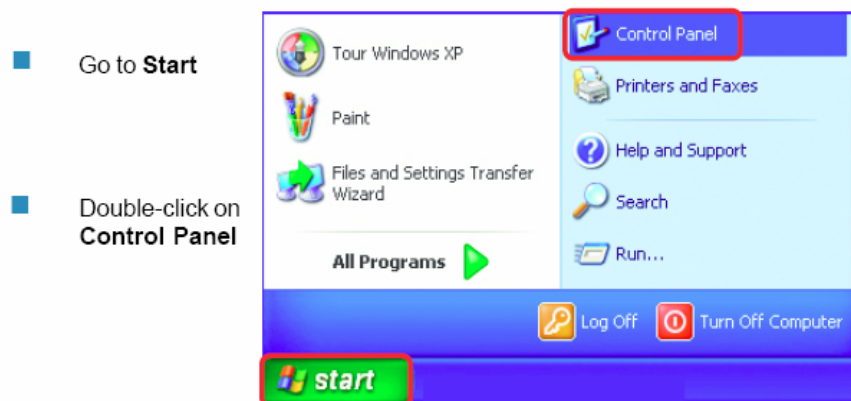 Go to Start
Double-click on
Control Panel
Tour Windows XP
Paint
Files and Settings Transfer
Wizard
All Programs
Control Panel
Printers and Faxes
Help and Support
Search
Run...
Log Off
Turn Off Computer
start